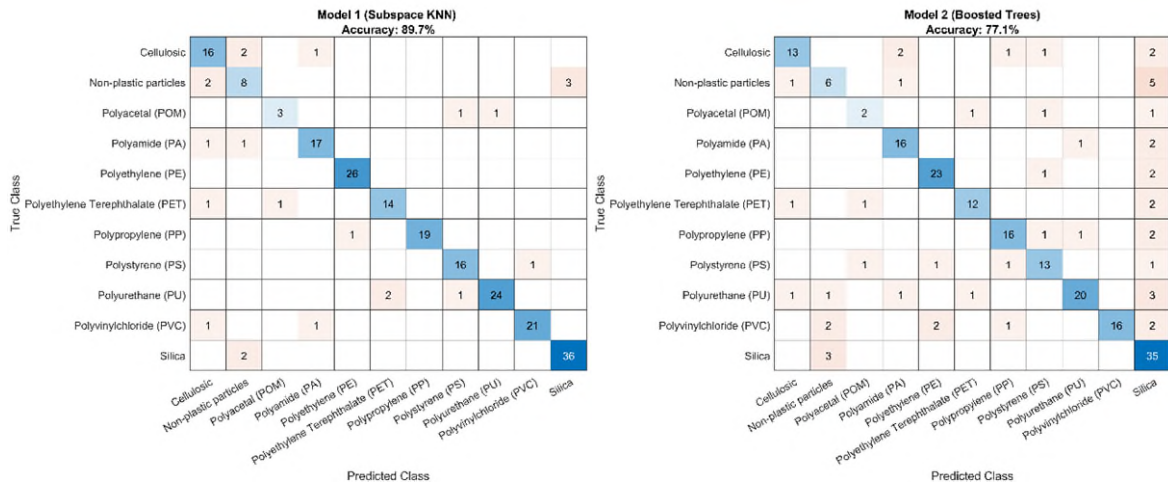 Model 1 (Subspace KNN)
Accuracy: 89.7%
True Class
Cellulosic 16 2 1
Non-plastic particles 2 8 3
Polyacetal (POM) 3 1 1
Polyamide (PA) 1 1 17
Polyethylene (PE) 26
Polyethylene Terephthalate (PET) 1 1 14
Polypropylene (PP) 1 19
Polystyrene (PS) 16 1
Polyurethane (PU) 2 1 24
Polyvinylchloride (PVC) 1 1 21
Silica 2 36
Cellulosic
Non-plastic particles
Polyacetal (POM)
Polyamide (PA)
Polyethylene (PE)
Polyethylene Terephthalate (PET)
Polypropylene (PP)
Polystyrene (PS)
Polyurethane (PU)
Polyvinylchloride (PVC)
Silica
Predicted Class
Model 2 (Boosted Trees)
Accuracy: 77.1%
True Class
Cellulosic 13 2 1 1 2
Non-plastic particles 1 6 1 5
Polyacetal (POM) 2 1 1 1
Polyamide (PA) 16 1 2
Polyethylene (PE) 23 1 2
Polyethylene Terephthalate (PET) 1 1 12 2
Polypropylene (PP) 16 1 1 2
Polystyrene (PS) 1 1 1 13 1
Polyurethane (PU) 1 1 1 1 20 3
Polyvinylchloride (PVC) 2 2 1 16 2
Silica 3 35
Cellulosic
Non-plastic particles
Polyacetal (POM)
Polyamide (PA)
Polyethylene (PE)
Polyethylene Terephthalate (PET)
Polypropylene (PP)
Polystyrene (PS)
Polyurethane (PU)
Polyvinylchloride (PVC)
Silica
Predicted Class